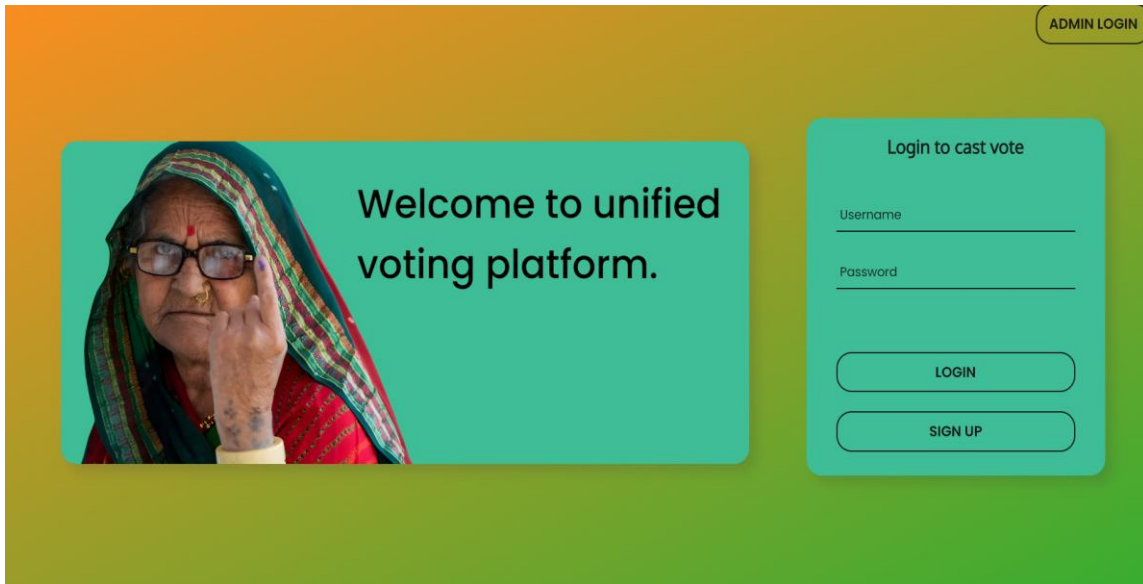 ADMIN LOGIN
Welcome to unified
voting platform.
Login to cast vote
Username
Password
LOGIN
SIGN UP